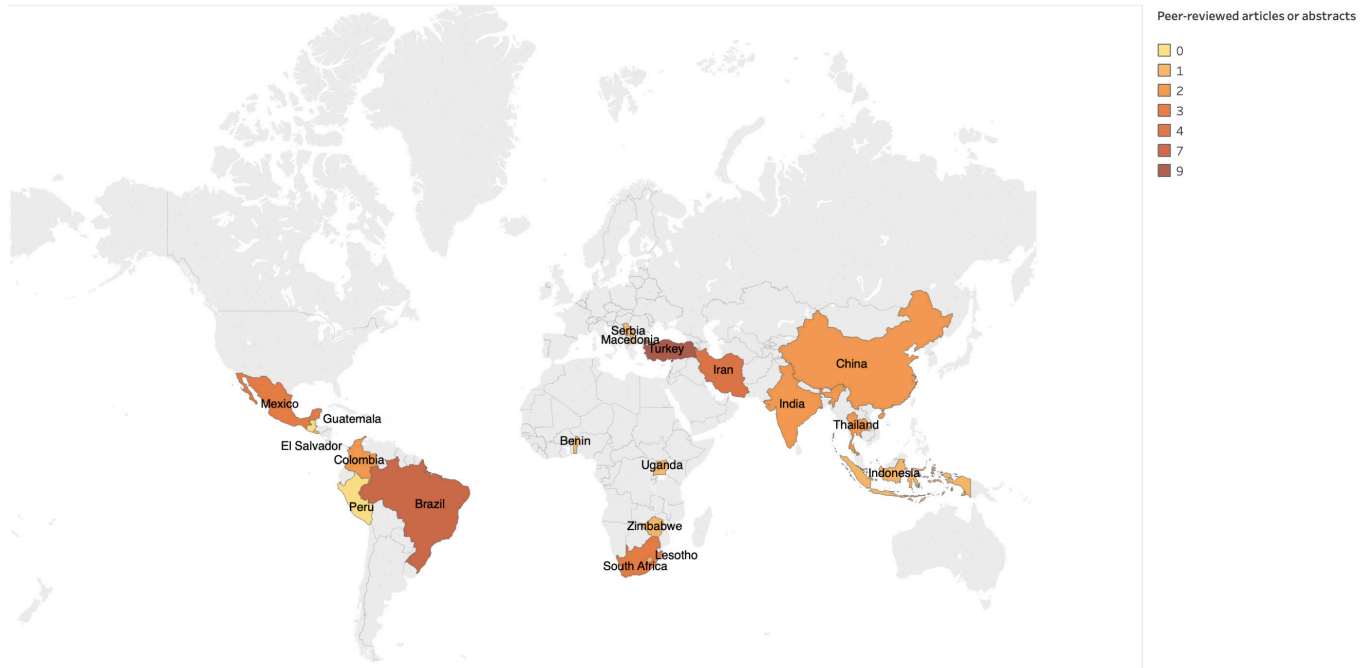 Peer-reviewed articles or abstracts
0
1
2
3
4
7
9
Serbia
Macedonia
Turkey
Iran
China
India
Thailand
Indonesia
Mexico
Guatemala
El Salvador
Colombia
Peru
Brazil
Benin
Uganda
Zimbabwe
Lesotho
South Africa